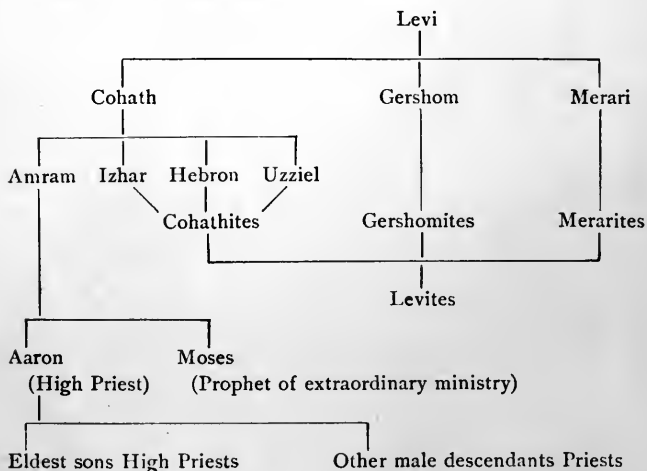 Levi
Cohath Gershom Merari
Amram Izhar Hebron Uzziel
Cohathites Gershomites Merarites
Levites
Aaron Moses
(High Priest) (Prophet of extraordinary ministry)
Eldest sons High Priests Other male descendants Priests